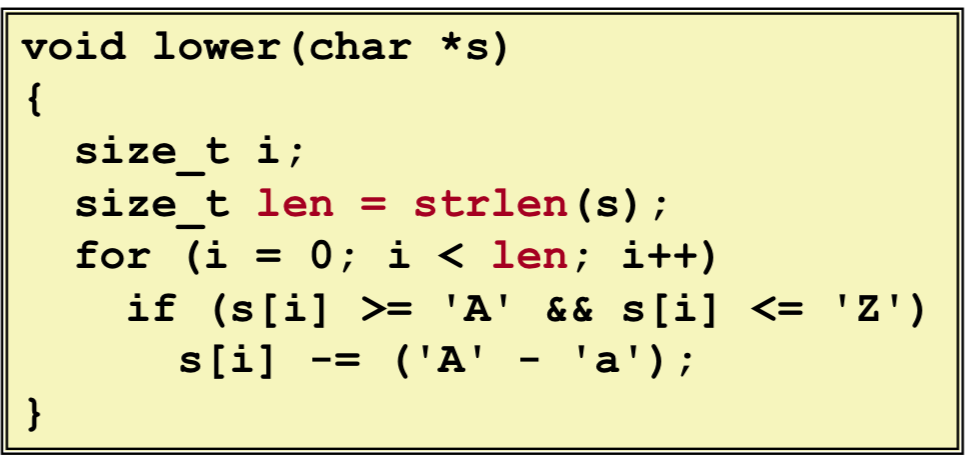 void lower(char *s)
{
  size_t i;
  size_t len = strlen(s);
  for (i = 0; i < len; i++)
    if (s[i] >= 'A' && s[i] <= 'Z')
      s[i] -= ('A' - 'a');
}